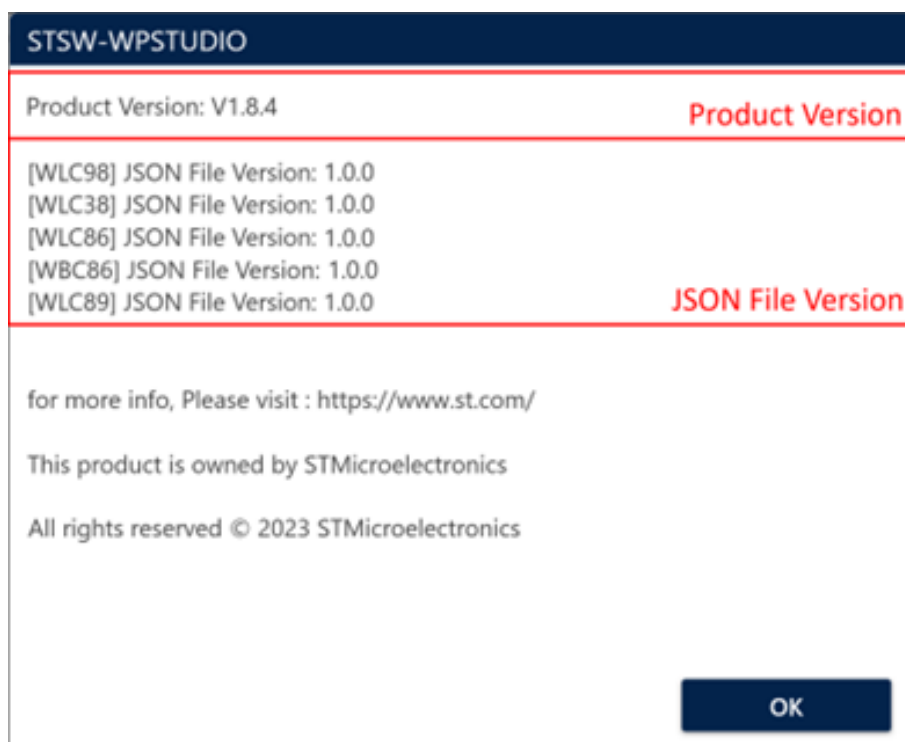 STSW-WPSTUDIO
Product Version: V1.8.4
Product Version
[WLC98] JSON File Version: 1.0.0
[WLC38] JSON File Version: 1.0.0
[WLC86] JSON File Version: 1.0.0
[WBC86] JSON File Version: 1.0.0
[WLC89] JSON File Version: 1.0.0
JSON File Version
for more info, Please visit : https://www.st.com/
This product is owned by STMicroelectronics
All rights reserved © 2023 STMicroelectronics
OK